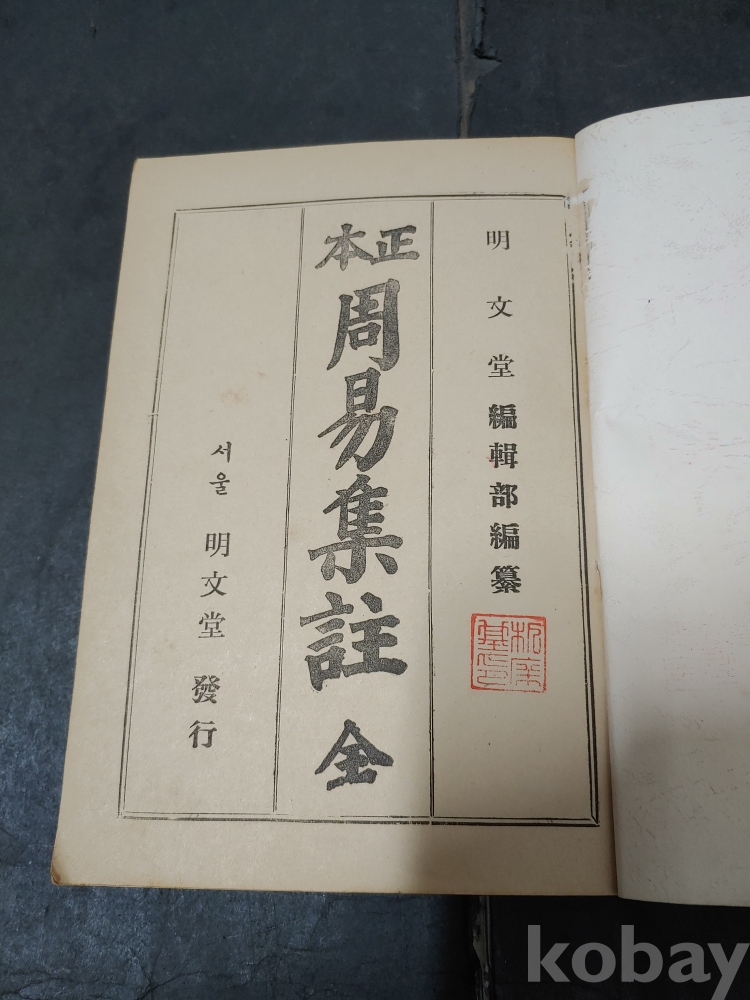 明文堂 編輯部編纂
正本
周易集註 全
서울 明文堂 發行
kobay